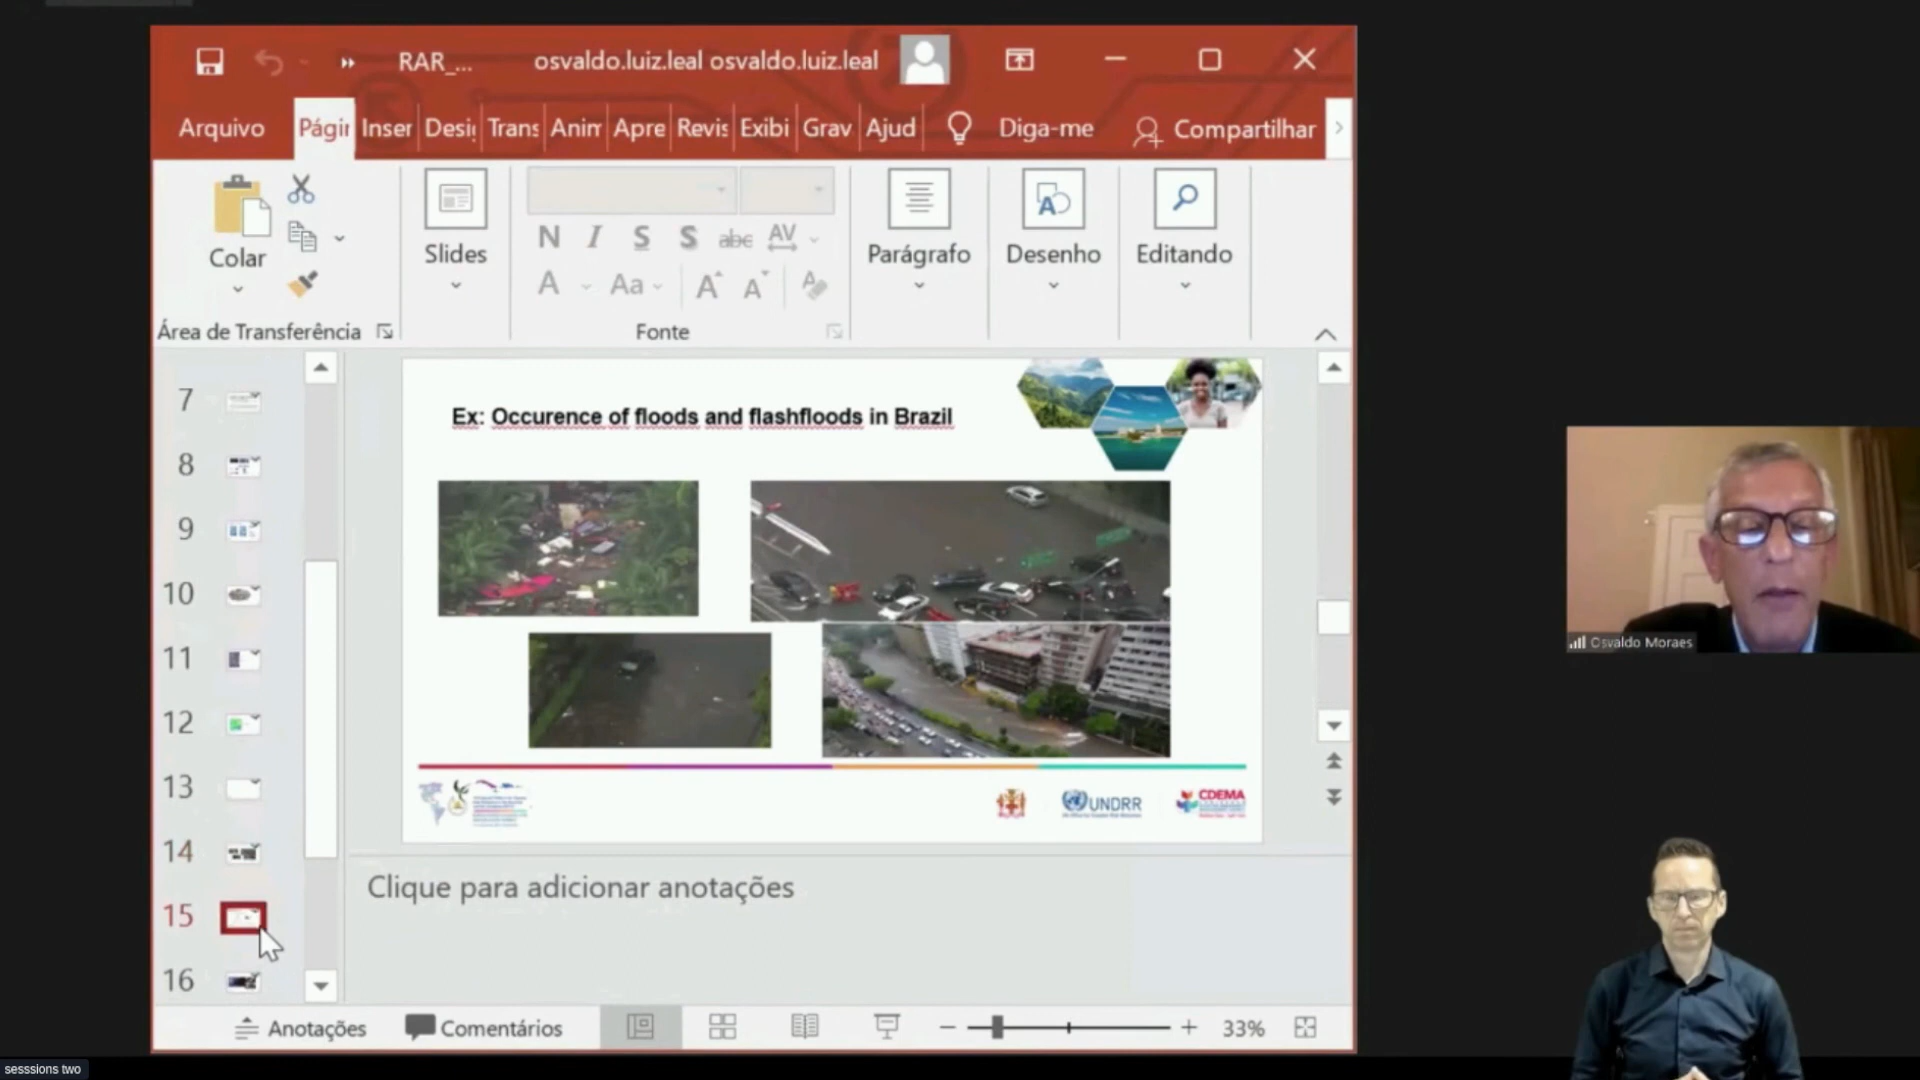 RAR_...
osvaldo.luiz.leal osvaldo.luiz.leal
Arquivo
Págir
Inser
Desi
Trans
Anim
Apre
Revis
Exibi
Grav
Ajud
Diga-me
Compartilhar
Colar
Slides
N I S S abc AV
A Aa A A A
Parágrafo
Desenho
Editando
Área de Transferência
Fonte
7
8
9
10
11
12
13
14
15
16
Ex: Occurence of floods and flashfloods in Brazil
UNDRR
CDEMA
Clique para adicionar anotações
Anotações
Comentários
33%
Osvaldo Moraes
sesssions two